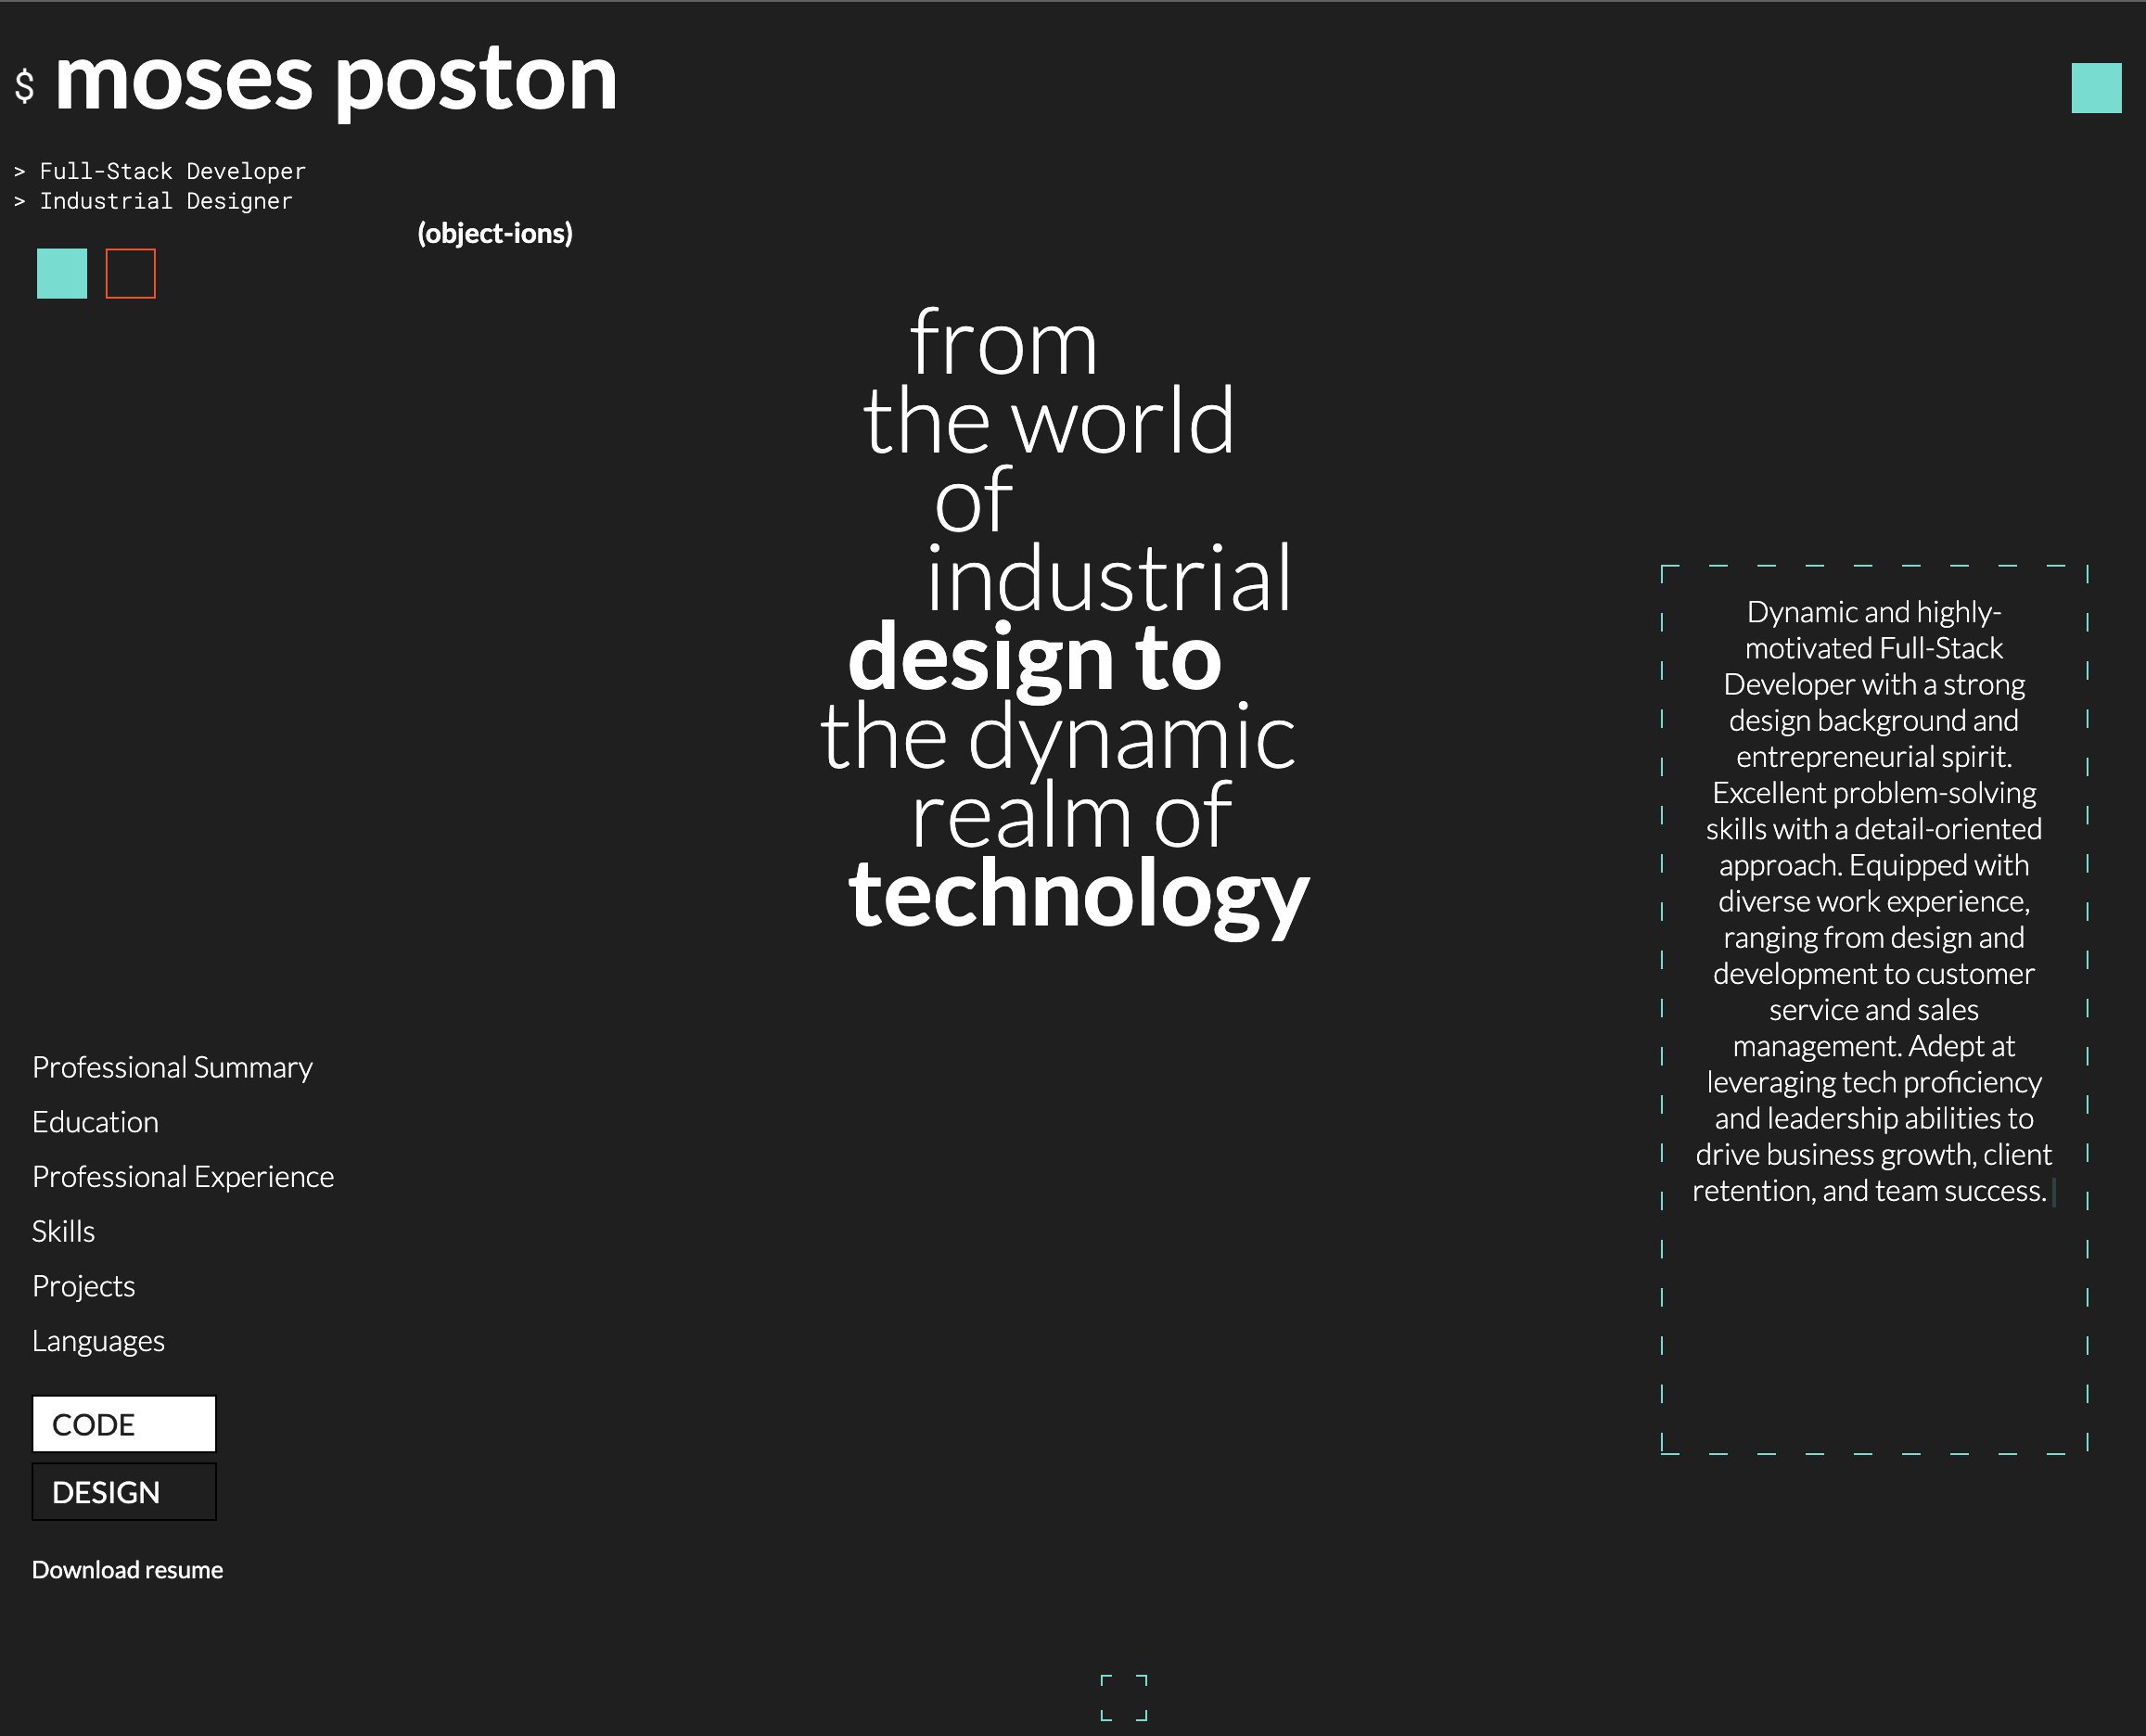 $ moses poston
> Full-Stack Developer
> Industrial Designer
(object-ions)
from
the world
of
industrial
design to
the dynamic
realm of
technology
Dynamic and highly-
motivated Full-Stack
Developer with a strong
design background and
entrepreneurial spirit.
Excellent problem-solving
skills with a detail-oriented
approach. Equipped with
diverse work experience,
ranging from design and
development to customer
service and sales
management. Adept at
leveraging tech proficiency
and leadership abilities to
drive business growth, client
retention, and team success.
Professional Summary
Education
Professional Experience
Skills
Projects
Languages
CODE
DESIGN
Download resume